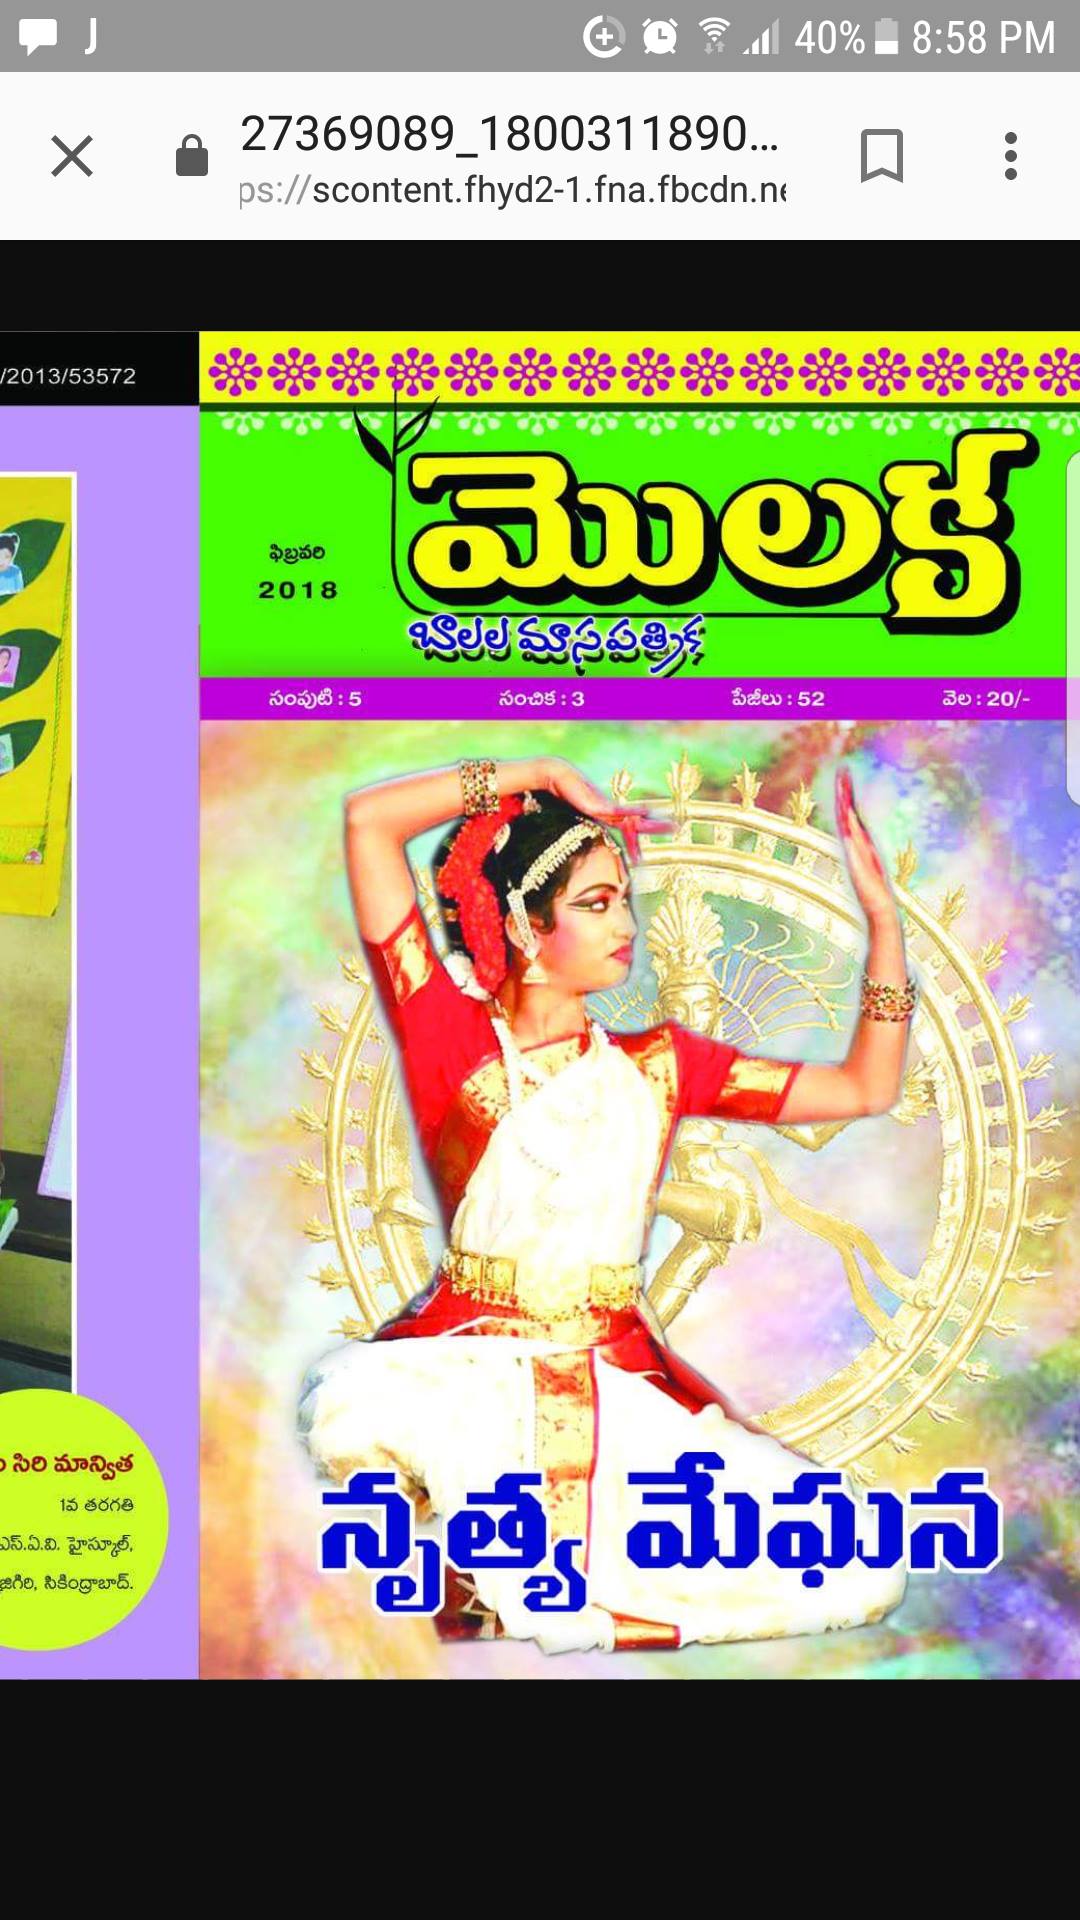 J
40%
8:58 PM
27369089_1800311890...
ps://scontent.fhyd2-1.fna.fbcdn.ne
/2013/53572
ఫిబ్రవరి
2018
మొలక
బాలల మాసపత్రిక
సంపుటి : 5 సంచిక : 3 పేజీలు : 52 వెల : 20/-
సిరి మాన్విత
1వ తరగతి
ఎస్.ఏ.వి. హైస్కూల్,
సికింద్రాబాద్.
నృత్య మేఘన